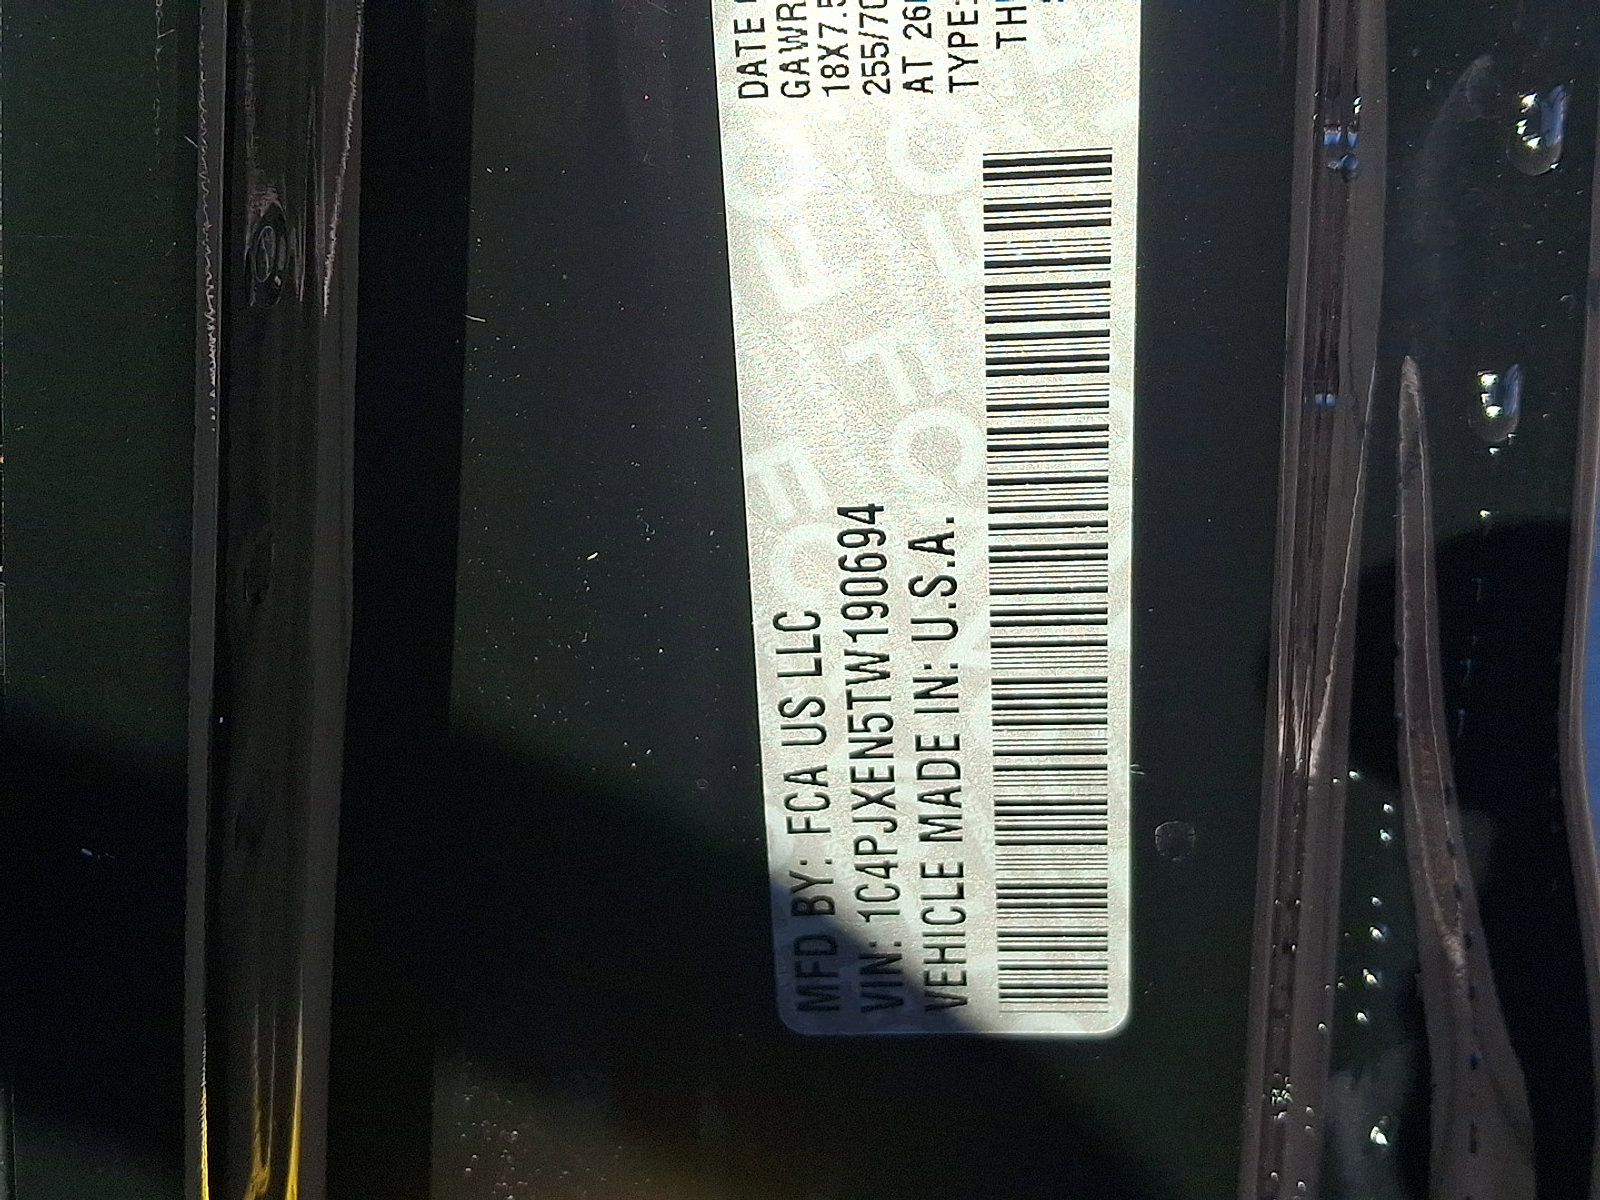 MFD BY: FCA US LLC
VIN: 1C4PJXEN5TW190694
VEHICLE MADE IN: U.S.A.
DATE
GAWR
18X7.5
255/70
AT 26
TYPE:
TH